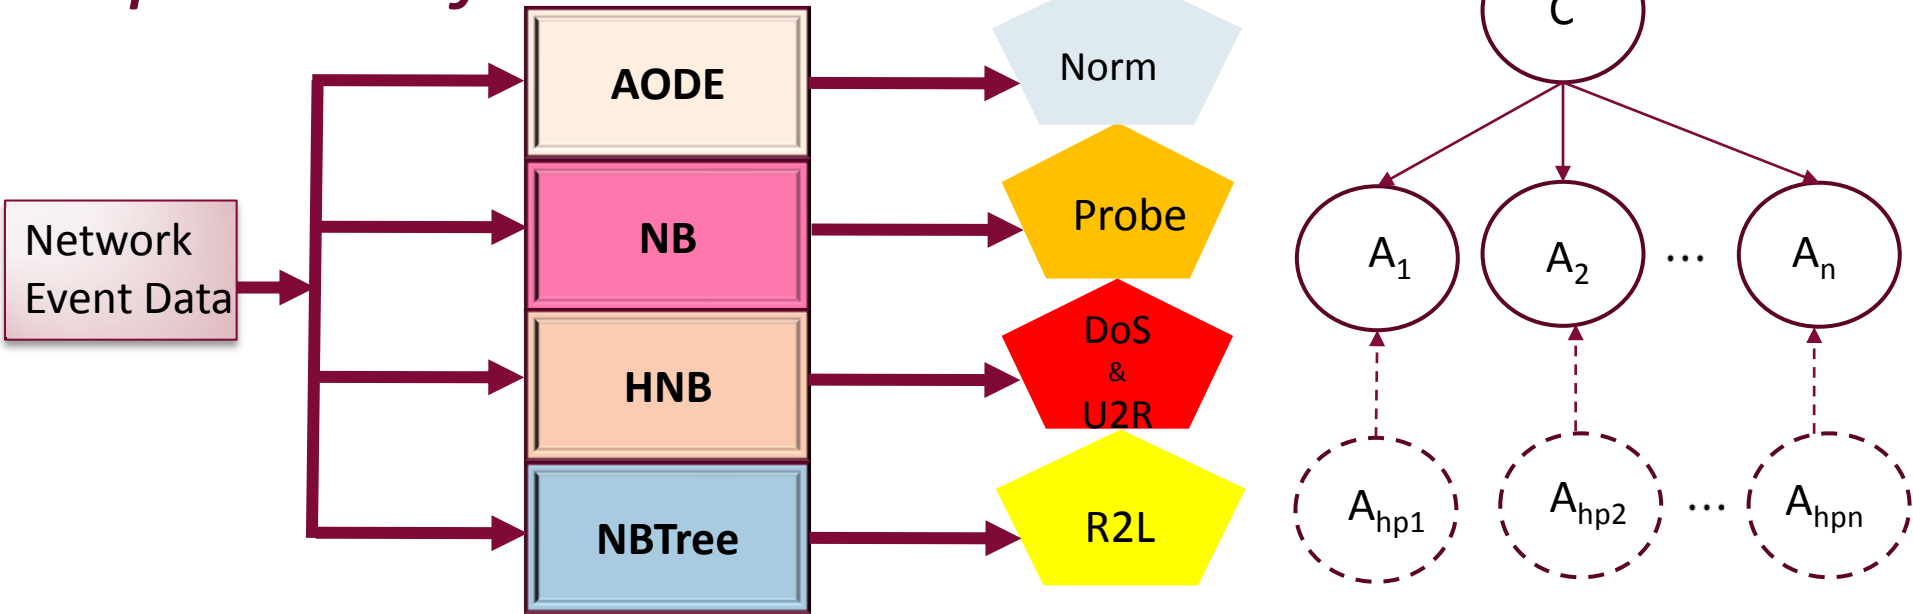 Network
Event Data
AODE
NB
HNB
NBTree
Norm
Probe
DoS
&
U2R
R2L
C
A1
A2
...
An
Ahp1
Ahp2
...
Ahpn